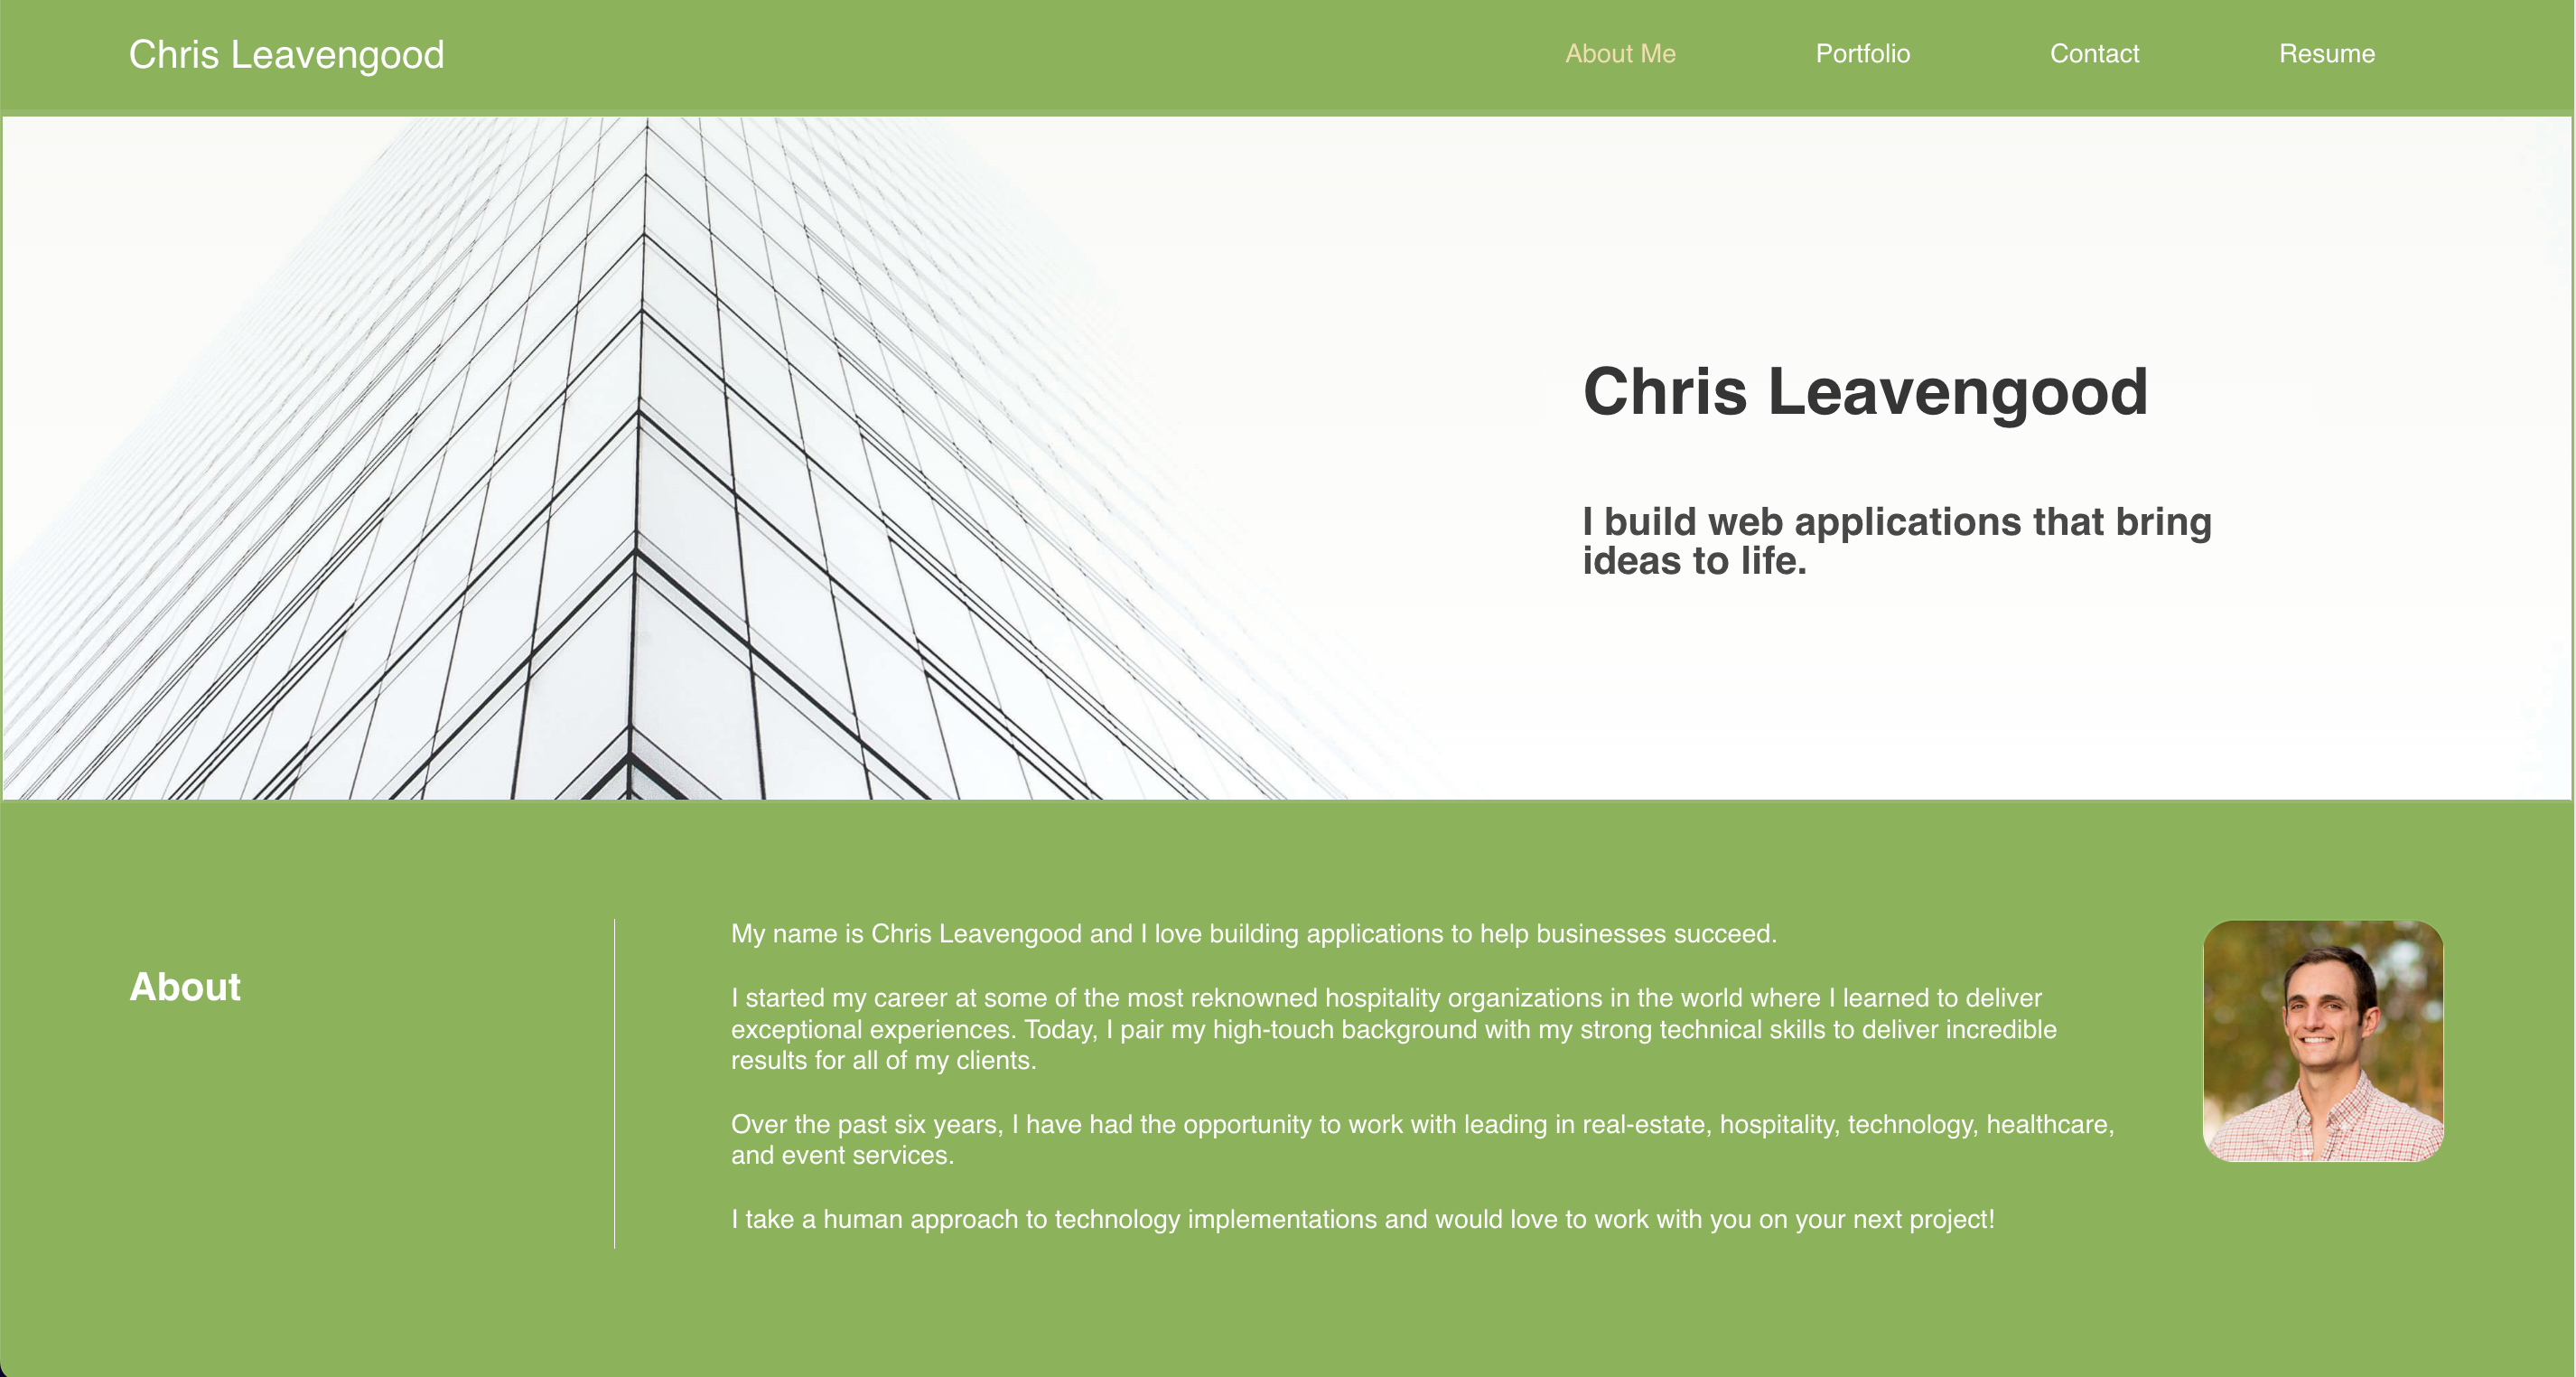 Chris Leavengood
About Me
Portfolio
Contact
Resume
Chris Leavengood
I build web applications that bring
ideas to life.
About
My name is Chris Leavengood and I love building applications to help businesses succeed.
I started my career at some of the most reknowned hospitality organizations in the world where I learned to deliver
exceptional experiences. Today, I pair my high-touch background with my strong technical skills to deliver incredible
results for all of my clients.
Over the past six years, I have had the opportunity to work with leading in real-estate, hospitality, technology, healthcare,
and event services.
I take a human approach to technology implementations and would love to work with you on your next project!